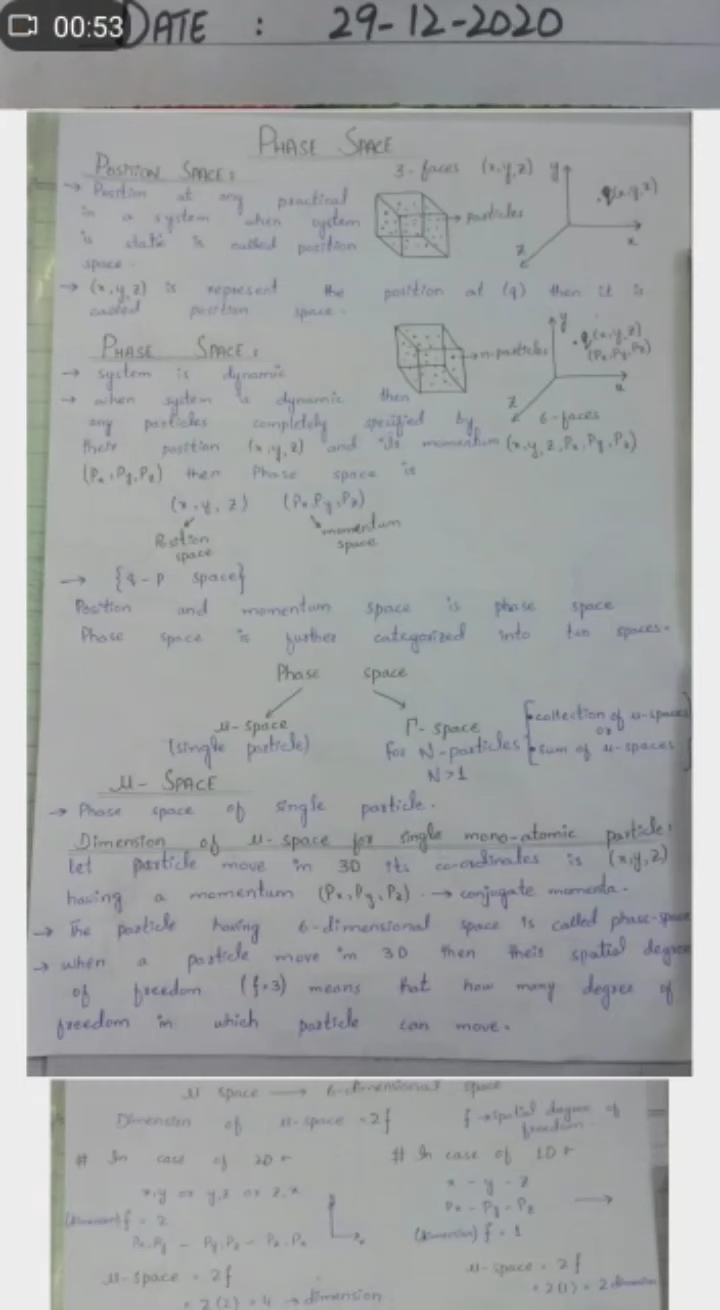 00:53
DATE : 29-12-2020
PHASE SPACE
POSITION SPACE:
→ Position at any practical
in a system when system
is static is called position
space.
3-faces (x,y,z)
→ particles
y
q(x,y,z)
x
z
→ (x,y,z) is represent the position at (q) then it is
called position space.
PHASE SPACE:
→ system is dynamic
→ when system is dynamic then
any particles completely specified by
there position (x,y,z) and its momentum
(Px,Py,Pz) then Phase space is
→ n-particles
y
q(x,y,z)
(Px,Py,Pz)
x
z
6-faces
(x,y,z,Px,Py,Pz)
(x,y,z) (Px,Py,Pz)
Postion space
momentum space
→ {q-p space}
Position and momentum space is phase space
Phase space is further categorized into two spaces.
Phase space
μ-space
(single particle)
Γ-space
for N-particles
N>1
collection of μ-spaces
or
sum of μ-spaces
μ-SPACE
→ Phase space of single particle.
Dimension of μ-space for single mono-atomic particle:
let particle move in 3D its co-ordinates is (x,y,z)
having a momentum (Px,Py,Pz). → conjugate momenta.
→ The particle having 6-dimensional space is called phase-space
→ when a particle move in 3D then their spatial degree
of freedom (f=3) means that how many degree of
freedom in which particle can move.
μ space → 6-dimensional space
Dimension of μ-space = 2f
f → spatial degree of
freedom.
# In case of 2D
x,y or y,z or z,x
f = 2
Px,Py - Py,Pz - Pz,Px
μ-space = 2f
= 2(2) = 4 → dimension
# In case of 1D
x - y - z
Px - Py - Pz
(dimension) f = 1
μ-space = 2f
= 2(1) = 2 dimension